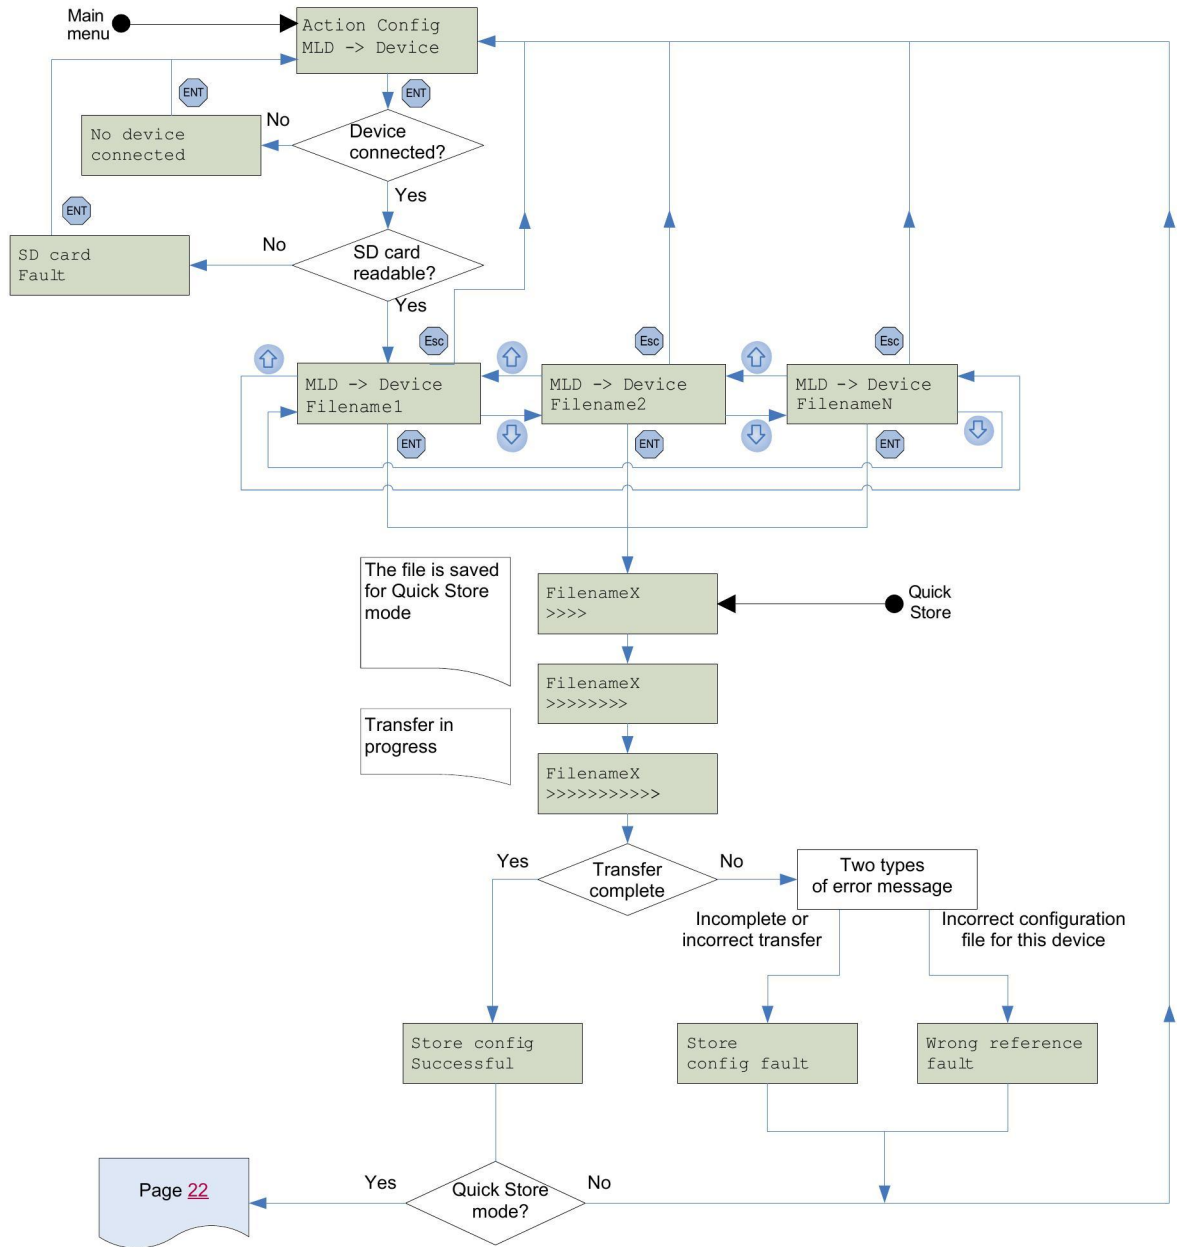 Main
menu
Action Config
MLD -> Device
ENT
ENT
No device
connected
No
Device
connected?
Yes
ENT
SD card
Fault
No
SD card
readable?
Yes
Esc
Esc
Esc
MLD -> Device
Filename1
MLD -> Device
Filename2
MLD -> Device
FilenameN
ENT
ENT
ENT
The file is saved
for Quick Store
mode
FilenameX
>>>>
Quick
Store
FilenameX
>>>>>>>>
Transfer in
progress
FilenameX
>>>>>>>>>>>
Yes
Transfer
complete
No
Two types
of error message
Incomplete or
incorrect transfer
Incorrect configuration
file for this device
Store config
Successful
Store
config fault
Wrong reference
fault
Page 22
Yes
Quick Store
mode?
No